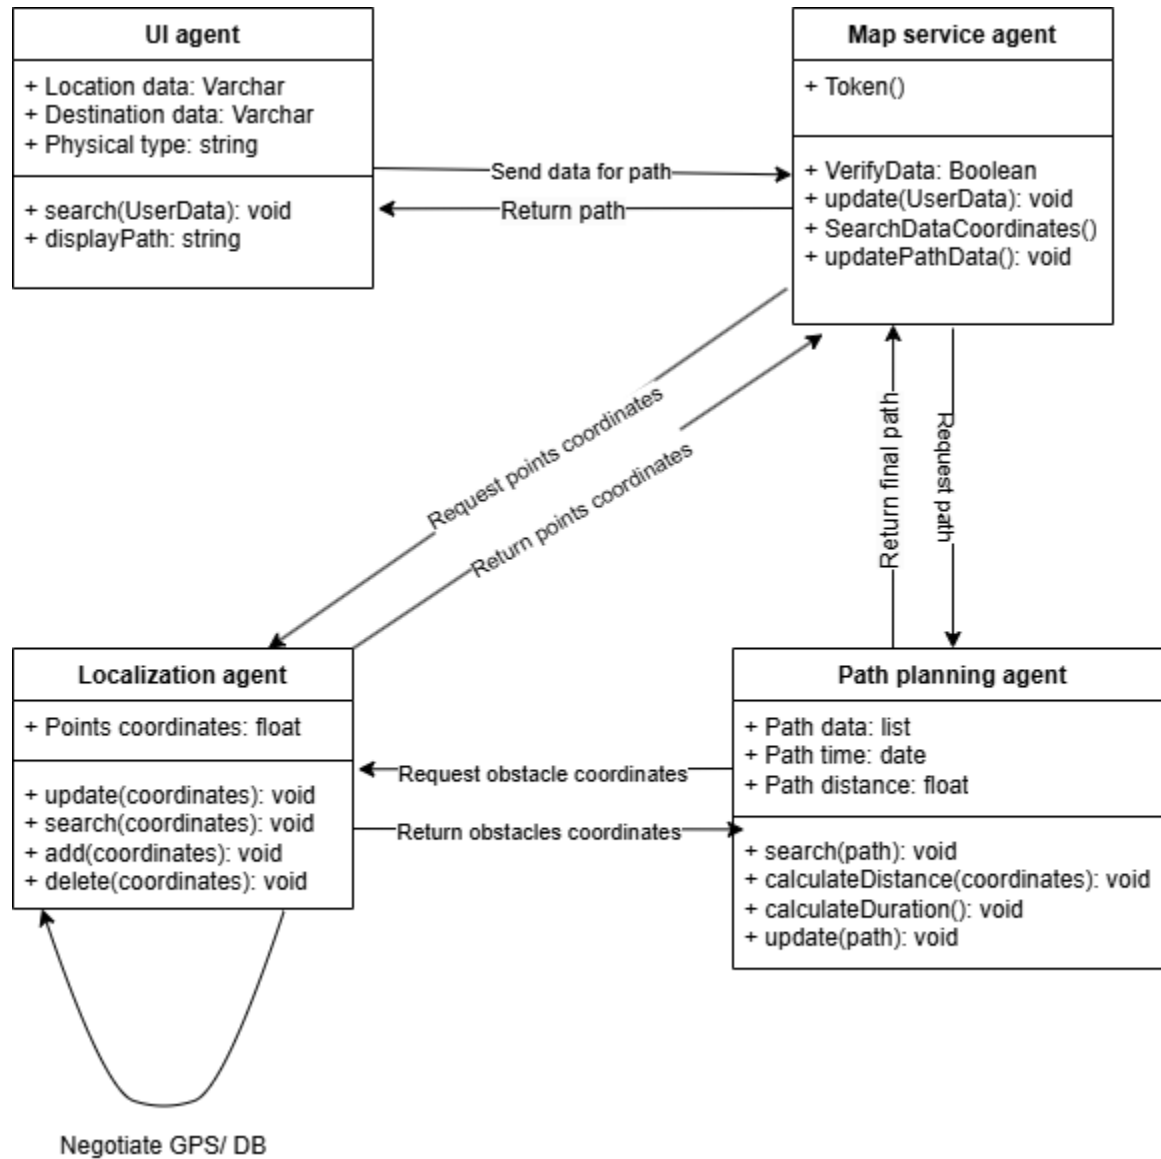 UI agent
+ Location data: Varchar
+ Destination data: Varchar
+ Physical type: string
+ search(UserData): void
+ displayPath: string
Map service agent
+ Token()
+ VerifyData: Boolean
+ update(UserData): void
+ SearchDataCoordinates()
+ updatePathData(): void
Send data for path
Return path
Request points coordinates
Return points coordinates
Return final path
Request path
Localization agent
+ Points coordinates: float
+ update(coordinates): void
+ search(coordinates): void
+ add(coordinates): void
+ delete(coordinates): void
Request obstacle coordinates
Return obstacles coordinates
Path planning agent
+ Path data: list
+ Path time: date
+ Path distance: float
+ search(path): void
+ calculateDistance(coordinates): void
+ calculateDuration(): void
+ update(path): void
Negotiate GPS/ DB